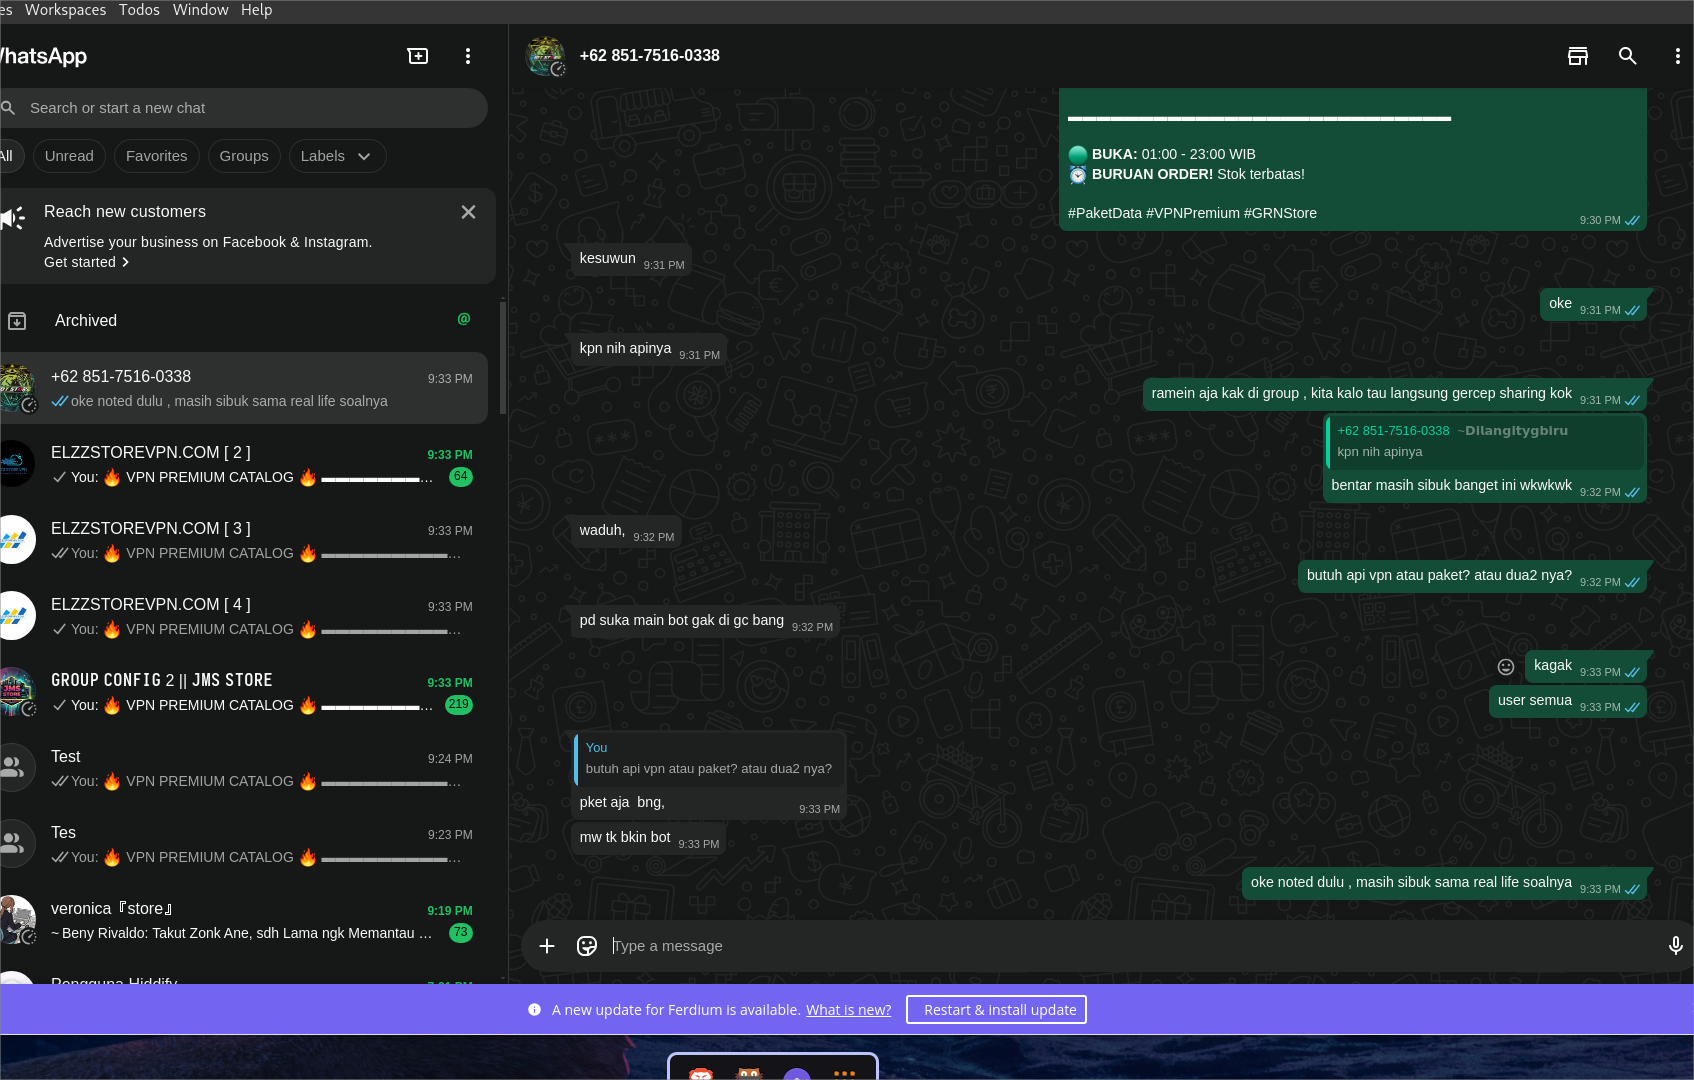 es Workspaces Todos Window Help
WhatsApp
Search or start a new chat
All Unread Favorites Groups Labels
Reach new customers
Advertise your business on Facebook & Instagram.
Get started
Archived
@
+62 851-7516-0338
9:33 PM
oke noted dulu , masih sibuk sama real life soalnya
ELZZSTOREVPN.COM [ 2 ]
9:33 PM
You: 🔥 VPN PREMIUM CATALOG 🔥 ▬▬▬▬▬▬▬…
64
ELZZSTOREVPN.COM [ 3 ]
9:33 PM
You: 🔥 VPN PREMIUM CATALOG 🔥 ▬▬▬▬▬▬▬▬▬…
ELZZSTOREVPN.COM [ 4 ]
9:33 PM
You: 🔥 VPN PREMIUM CATALOG 🔥 ▬▬▬▬▬▬▬▬▬…
GROUP CONFIG 2 || JMS STORE
9:33 PM
You: 🔥 VPN PREMIUM CATALOG 🔥 ▬▬▬▬▬▬▬…
219
Test
9:24 PM
You: 🔥 VPN PREMIUM CATALOG 🔥 ▬▬▬▬▬▬▬▬▬…
Tes
9:23 PM
You: 🔥 VPN PREMIUM CATALOG 🔥 ▬▬▬▬▬▬▬▬▬…
veronica『store』
9:19 PM
~ Beny Rivaldo: Takut Zonk Ane, sdh Lama ngk Memantau …
73
Pengguna Hiddify
+62 851-7516-0338
▬▬▬▬▬▬▬▬▬▬▬▬▬▬▬▬▬▬▬▬▬▬▬▬▬▬▬
🟢 BUKA: 01:00 - 23:00 WIB
⏰ BURUAN ORDER! Stok terbatas!
#PaketData #VPNPremium #GRNStore
9:30 PM
kesuwun 9:31 PM
oke 9:31 PM
kpn nih apinya 9:31 PM
ramein aja kak di group , kita kalo tau langsung gercep sharing kok 9:31 PM
+62 851-7516-0338 ~Dilangitygbiru
kpn nih apinya
bentar masih sibuk banget ini wkwkwk 9:32 PM
waduh, 9:32 PM
butuh api vpn atau paket? atau dua2 nya? 9:32 PM
pd suka main bot gak di gc bang 9:32 PM
kagak 9:33 PM
user semua 9:33 PM
You
butuh api vpn atau paket? atau dua2 nya?
pket aja  bng, 9:33 PM
mw tk bkin bot 9:33 PM
oke noted dulu , masih sibuk sama real life soalnya 9:33 PM
Type a message
A new update for Ferdium is available. What is new? Restart & install update